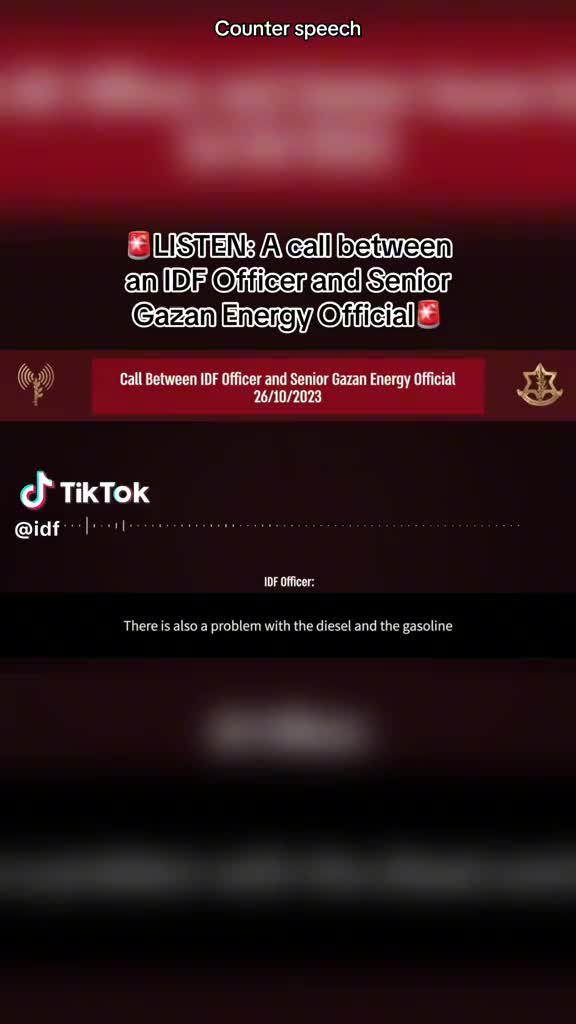 Counter speech
🚨LISTEN: A call between
an IDF Officer and Senior
Gazan Energy Official🚨
Call Between IDF Officer and Senior Gazan Energy Official
26/10/2023
TikTok
@idf
IDF Officer:
There is also a problem with the diesel and the gasoline